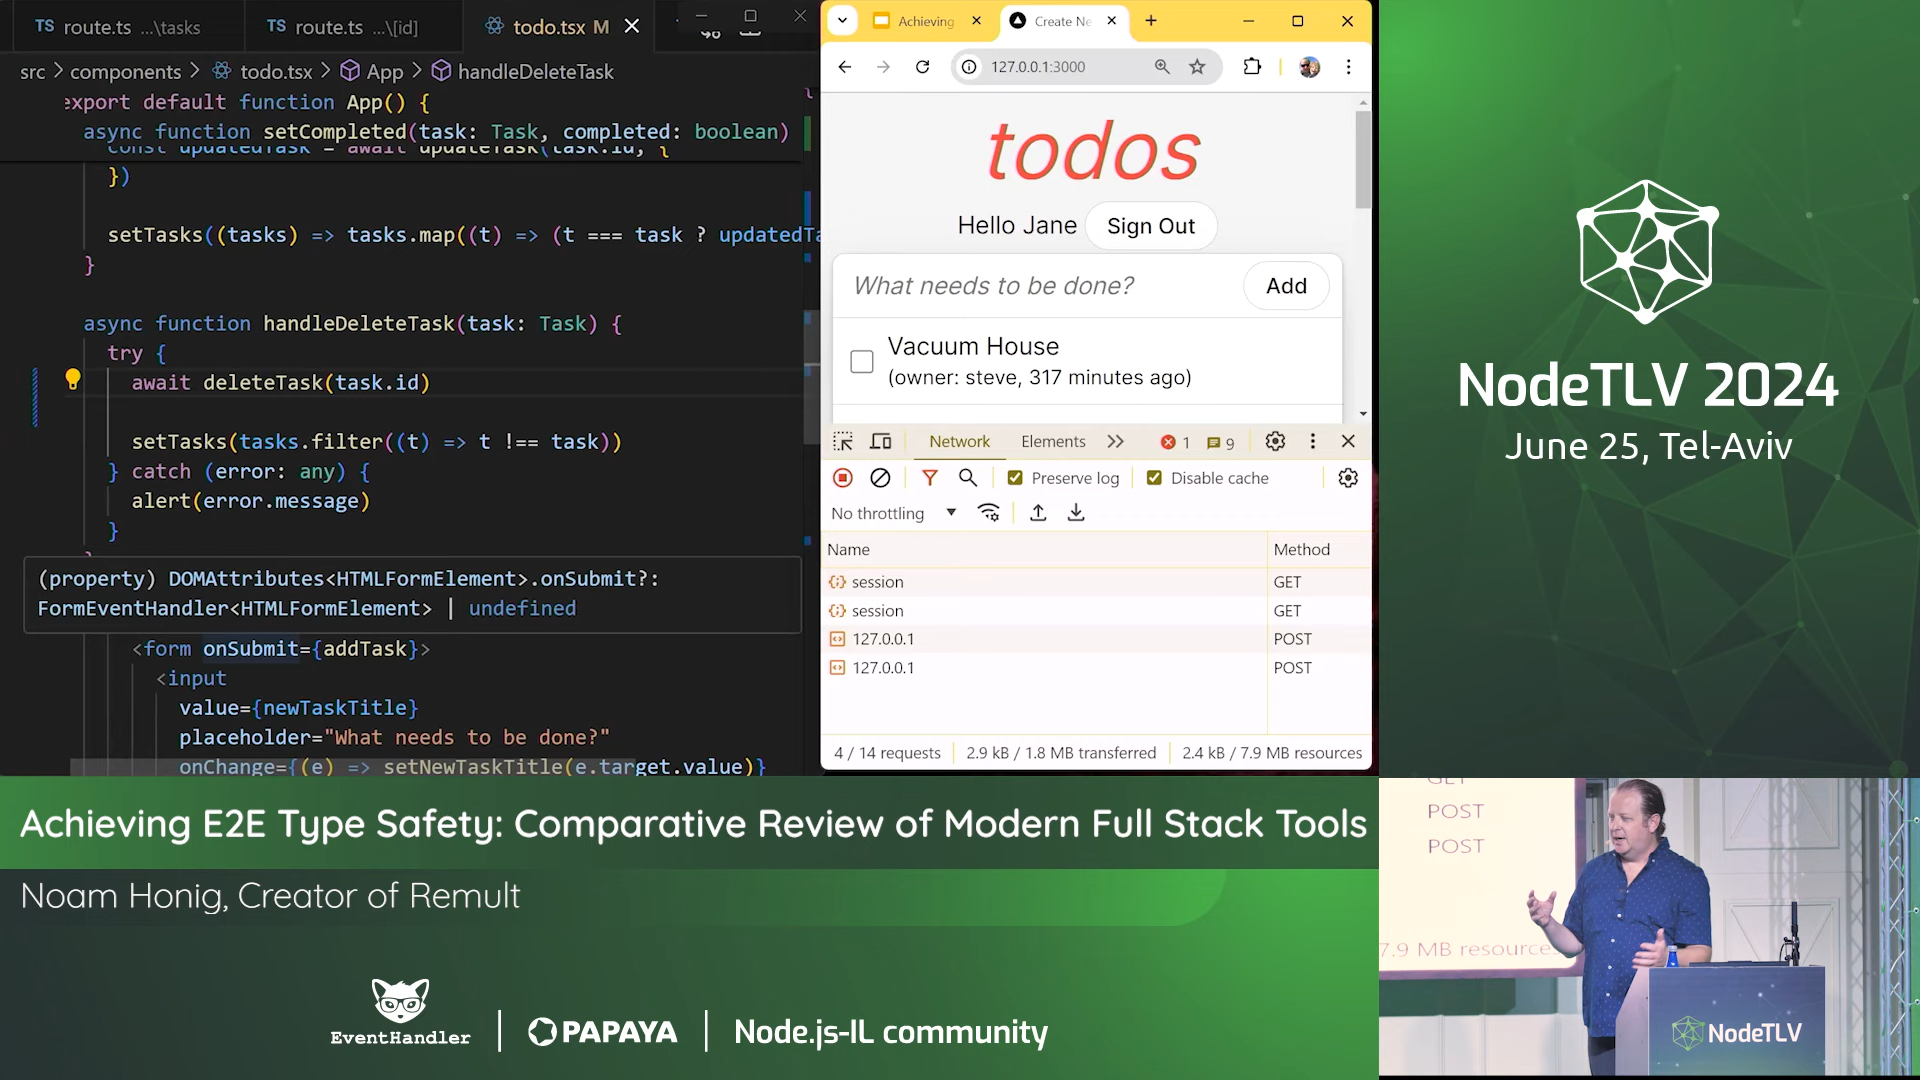 TS route.ts ...\tasks
TS route.ts ...\[id]
todo.tsx M
src > components > todo.tsx > App > handleDeleteTask
export default function App() {
async function setCompleted(task: Task, completed: boolean)
const updatedTask = await updateTask(task.id, {
})
setTasks((tasks) => tasks.map((t) => (t === task ? updatedTa
}
async function handleDeleteTask(task: Task) {
try {
await deleteTask(task.id)
setTasks(tasks.filter((t) => t !== task))
} catch (error: any) {
alert(error.message)
}
(property) DOMAttributes<HTMLFormElement>.onSubmit?:
FormEventHandler<HTMLFormElement> | undefined
<form onSubmit={addTask}>
<input
value={newTaskTitle}
placeholder="What needs to be done?"
onChange={(e) => setNewTaskTitle(e.target.value)}
Achieving
Create Ne
127.0.0.1:3000
todos
Hello Jane Sign Out
What needs to be done? Add
Vacuum House
(owner: steve, 317 minutes ago)
Network Elements 1 9
Preserve log Disable cache
No throttling
Name Method
session GET
session GET
127.0.0.1 POST
127.0.0.1 POST
4 / 14 requests 2.9 kB / 1.8 MB transferred 2.4 kB / 7.9 MB resources
NodeTLV 2024
June 25, Tel-Aviv
Achieving E2E Type Safety: Comparative Review of Modern Full Stack Tools
Noam Honig, Creator of Remult
EventHandler | PAPAYA | Node.js-IL community
GET
POST
POST
7.9 MB resource
NodeTLV